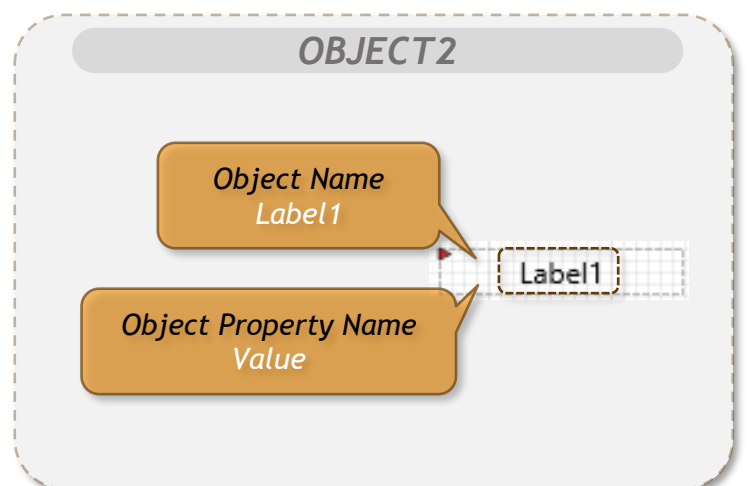 OBJECT2
Object Name
Label1
Label1
Object Property Name
Value